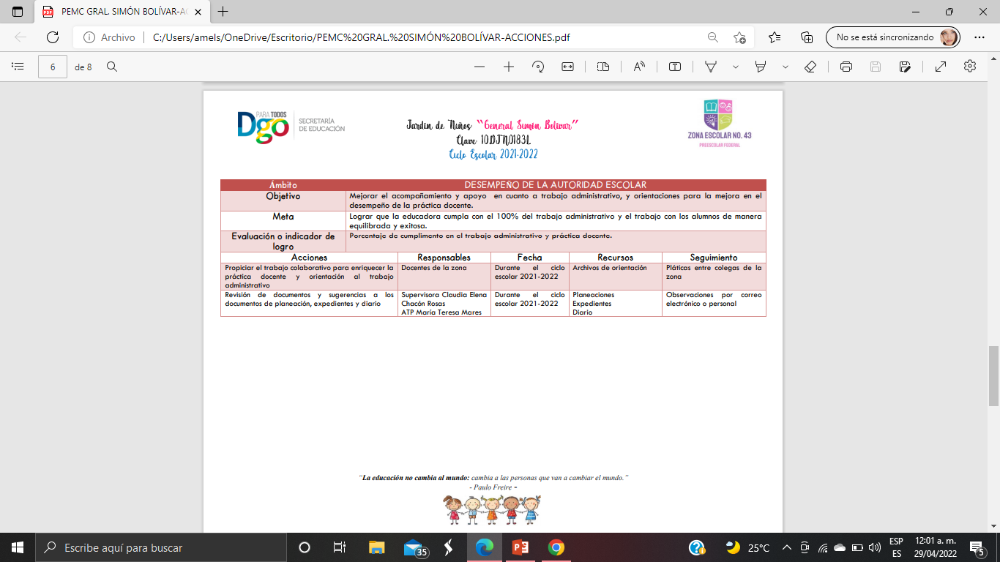 PEMC GRAL. SIMÓN BOLÍVAR-AC
Archivo
C:/Users/amels/OneDrive/Escritorio/PEMC%20GRAL.%20SIMÓN%20BOLÍVAR-ACCIONES.pdf
No se está sincronizando
6 de 8
PARA TODOS
Dgo
SECRETARÍA
DE EDUCACIÓN
Jardín de Niños "General Simón Bolívar"
Clave 10DJN0183L
Ciclo Escolar 2021-2022
ZONA ESCOLAR NO. 43
PREESCOLAR FEDERAL
Ámbito
DESEMPEÑO DE LA AUTORIDAD ESCOLAR
Objetivo
Mejorar el acompañamiento y apoyo en cuanto a trabajo administrativo, y orientaciones para la mejora en el
desempeño de la práctica docente.
Meta
Lograr que la educadora cumpla con el 100% del trabajo administrativo y el trabajo con los alumnos de manera
equilibrada y exitosa.
Evaluación o indicador de
logro
Porcentaje de cumplimento en el trabajo administrativo y práctica docente.
Acciones
Responsables
Fecha
Recursos
Seguimiento
Propiciar el trabajo colaborativo para enriquecer la
práctica docente y orientación al trabajo
administrativo
Docentes de la zona
Durante el ciclo
escolar 2021-2022
Archivos de orientación
Pláticas entre colegas de la
zona
Revisión de documentos y sugerencias a los
documentos de planeación, expedientes y diario
Supervisora Claudia Elena
Chacón Rosas
ATP María Teresa Mares
Durante el ciclo
escolar 2021-2022
Planeaciones
Expedientes
Diario
Observaciones por correo
electrónico o personal
"La educación no cambia al mundo: cambia a las personas que van a cambiar el mundo."
- Paulo Freire -
Escribe aquí para buscar
35
25°C
ESP
ES
12:01 a. m.
29/04/2022
5